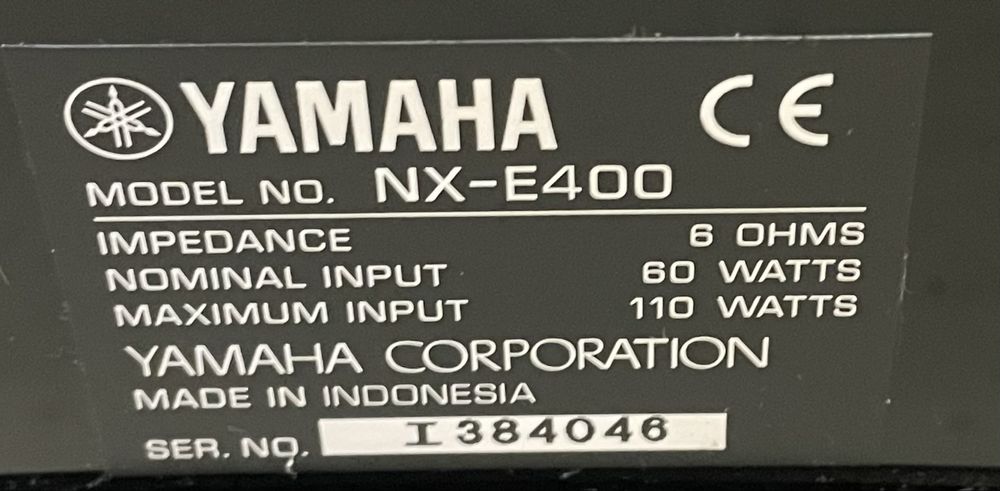 YAMAHA CE
MODEL NO. NX-E400
IMPEDANCE 6 OHMS
NOMINAL INPUT 60 WATTS
MAXIMUM INPUT 110 WATTS
YAMAHA CORPORATION
MADE IN INDONESIA
SER. NO. I 384046